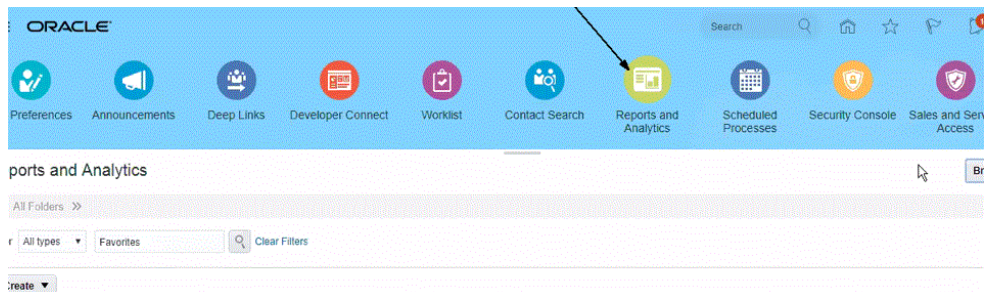 ORACLE
Search
Preferences
Announcements
Deep Links
Developer Connect
Worklist
Contact Search
Reports and
Analytics
Scheduled
Processes
Security Console
Sales and Serv
Access
ports and Analytics
Br
All Folders
r All types Favorites Clear Filters
Create